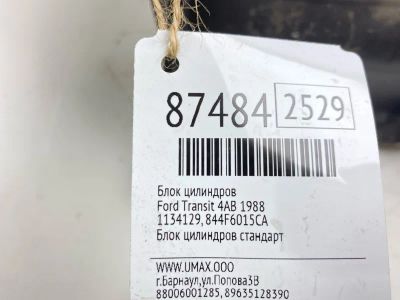 87484 2529
Блок цилиндров
Ford Transit 4AB 1988
1134129, 844F6015CA
Блок цилиндров стандарт
WWW.UMAX.OOO
г.Барнаул,ул.Попова3В
88006001285, 89635128390